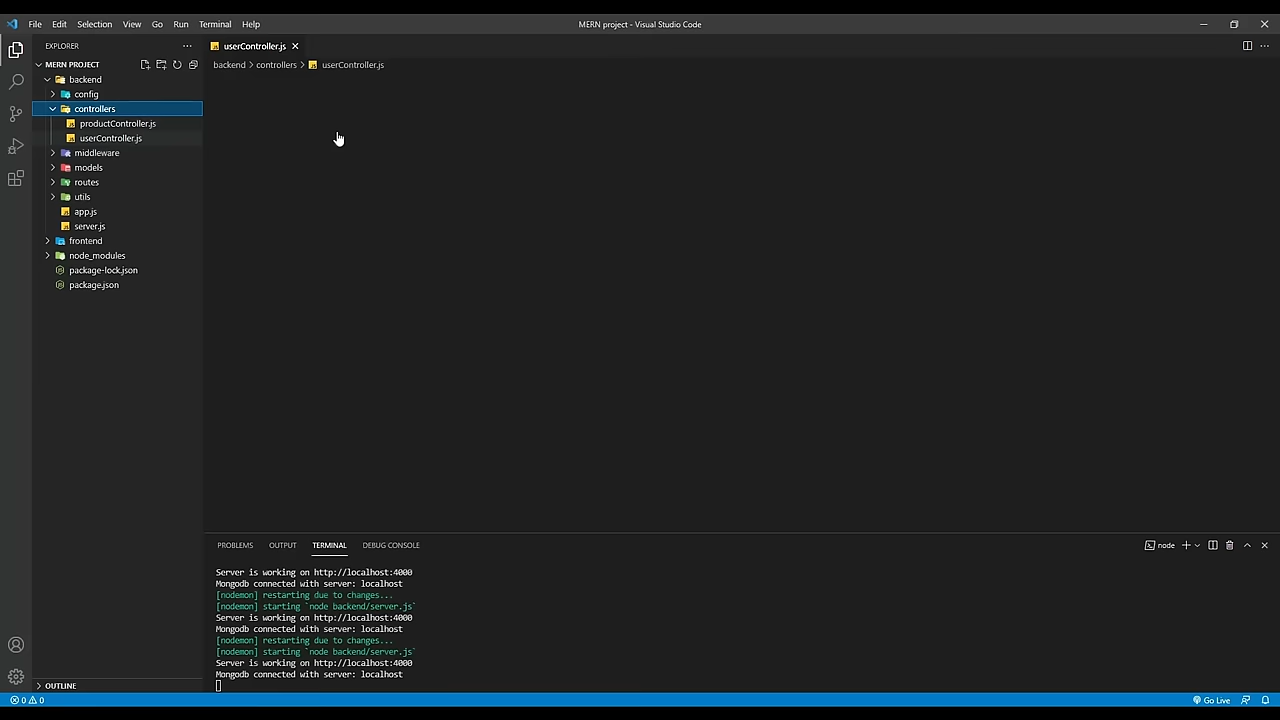 File Edit Selection View Go Run Terminal Help MERN project - Visual Studio Code
EXPLORER
userController.js
MERN PROJECT
backend > controllers > userController.js
backend
config
controllers
productController.js
userController.js
middleware
models
routes
utils
app.js
server.js
frontend
node_modules
package-lock.json
package.json
PROBLEMS OUTPUT TERMINAL DEBUG CONSOLE node
Server is working on http://localhost:4000
Mongodb connected with server: localhost
[nodemon] restarting due to changes...
[nodemon] starting `node backend/server.js`
Server is working on http://localhost:4000
Mongodb connected with server: localhost
[nodemon] restarting due to changes...
[nodemon] starting `node backend/server.js`
Server is working on http://localhost:4000
Mongodb connected with server: localhost
OUTLINE
0 0 Go Live